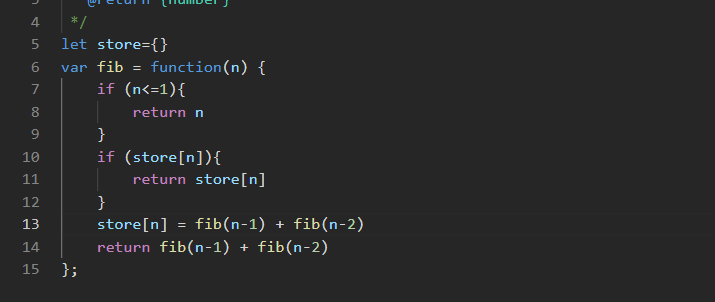 3 @return {number}
4 */
5 let store={}
6 var fib = function(n) {
7 if (n<=1){
8 return n
9 }
10 if (store[n]){
11 return store[n]
12 }
13 store[n] = fib(n-1) + fib(n-2)
14 return fib(n-1) + fib(n-2)
15 };